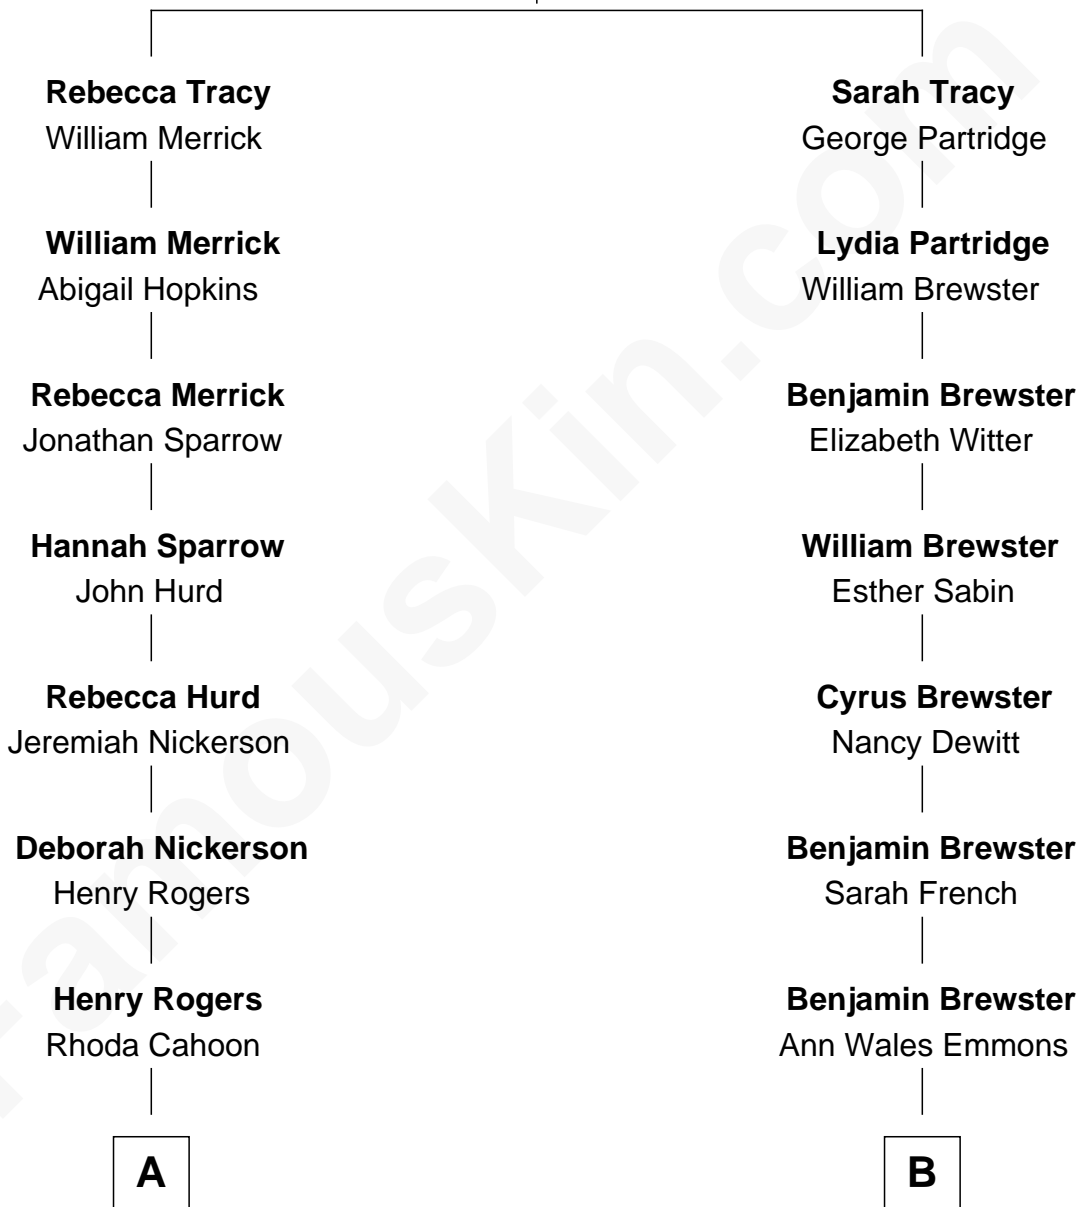 Rebecca Tracy
William Merrick
William Merrick
Abigail Hopkins
Rebecca Merrick
Jonathan Sparrow
Hannah Sparrow
John Hurd
Rebecca Hurd
Jeremiah Nickerson
Deborah Nickerson
Henry Rogers
Henry Rogers
Rhoda Cahoon
A
Sarah Tracy
George Partridge
Lydia Partridge
William Brewster
Benjamin Brewster
Elizabeth Witter
William Brewster
Esther Sabin
Cyrus Brewster
Nancy Dewitt
Benjamin Brewster
Sarah French
Benjamin Brewster
Ann Wales Emmons
B
FamousKin.com